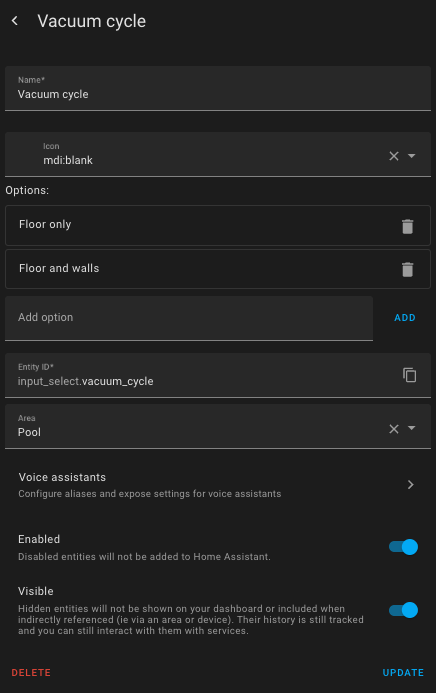 Vacuum cycle
Name*
Vacuum cycle
Icon
mdi:blank
Options:
Floor only
Floor and walls
Add option
ADD
Entity ID*
input_select.vacuum_cycle
Area
Pool
Voice assistants
Configure aliases and expose settings for voice assistants
Enabled
Disabled entities will not be added to Home Assistant.
Visible
Hidden entities will not be shown on your dashboard or included when
indirectly referenced (ie via an area or device). Their history is still tracked
and you can still interact with them with services.
DELETE
UPDATE